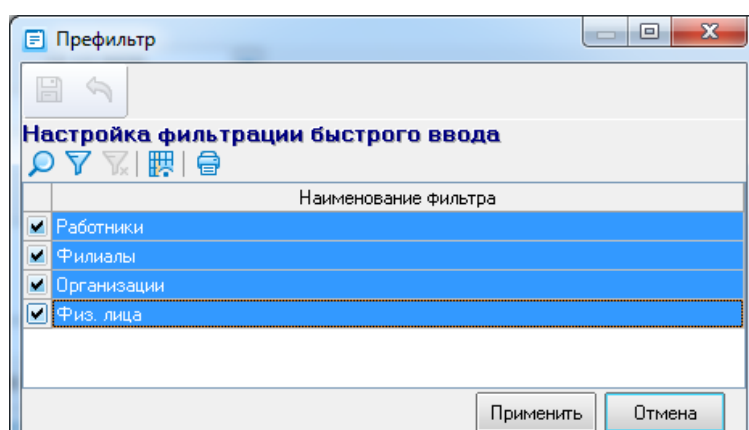 Префильтр
Настройка фильтрации быстрого ввода
Наименование фильтра
Работники
Филиалы
Организации
Физ. лица
Применить Отмена